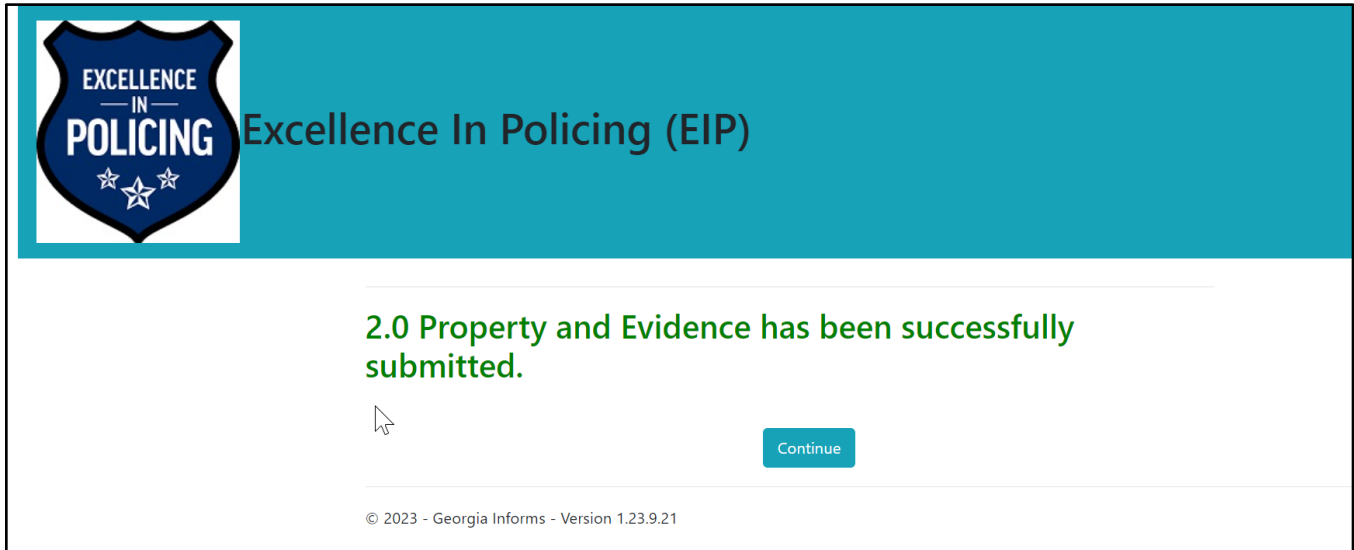 EXCELLENCE
IN
POLICING
Excellence In Policing (EIP)
2.0 Property and Evidence has been successfully
submitted.
Continue
© 2023 - Georgia Informs - Version 1.23.9.21